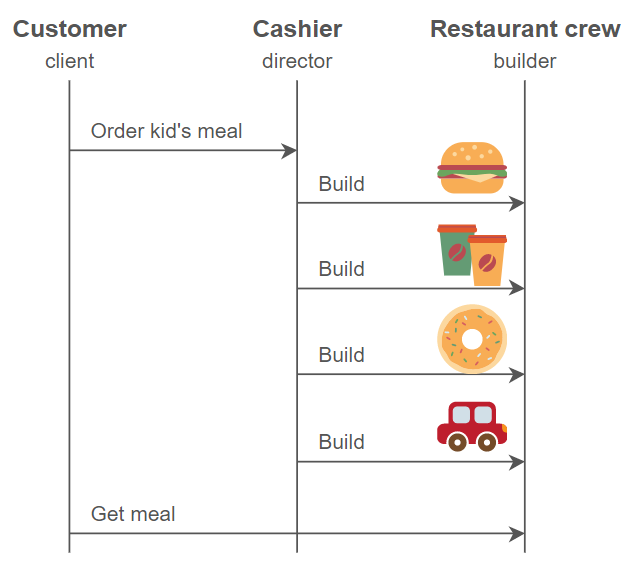 Customer
client
Cashier
director
Restaurant crew
builder
Order kid's meal
Build
Build
Build
Build
Get meal